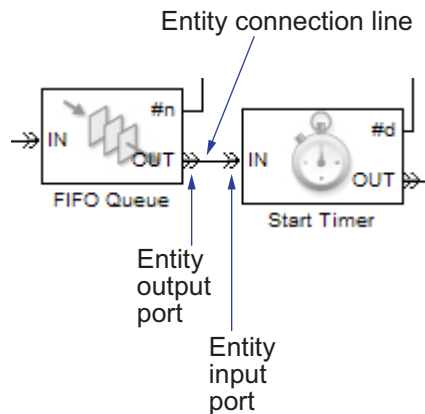 Entity connection line
#n
IN
OUT
FIFO Queue
#d
IN
OUT
Start Timer
Entity
output
port
Entity
input
port